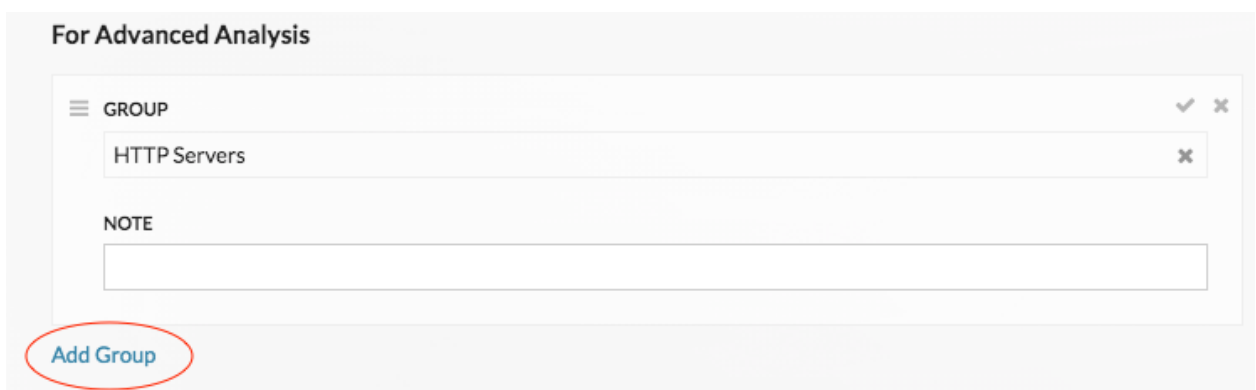 For Advanced Analysis
GROUP
HTTP Servers
NOTE
Add Group